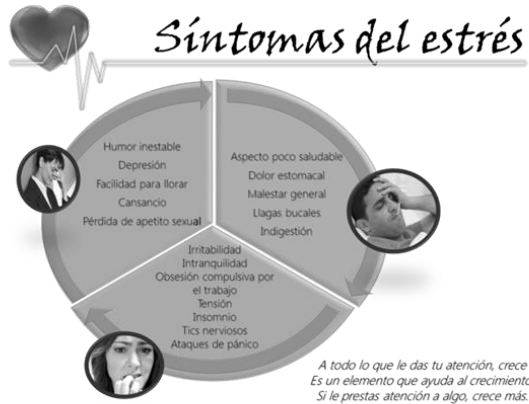 Síntomas del estrés
Humor inestable
Depresión
Facilidad para llorar
Cansancio
Pérdida de apetito sexual
Aspecto poco saludable
Dolor estomacal
Malestar general
Llagas bucales
Indigestión
Irritabilidad
Intranquilidad
Obsesión compulsiva por
el trabajo
Tensión
Insomnio
Tics nerviosos
Ataques de pánico
A todo lo que le das tu atención, crece
Es un elemento que ayuda al crecimiento
Si le prestas atención a algo, crece más.